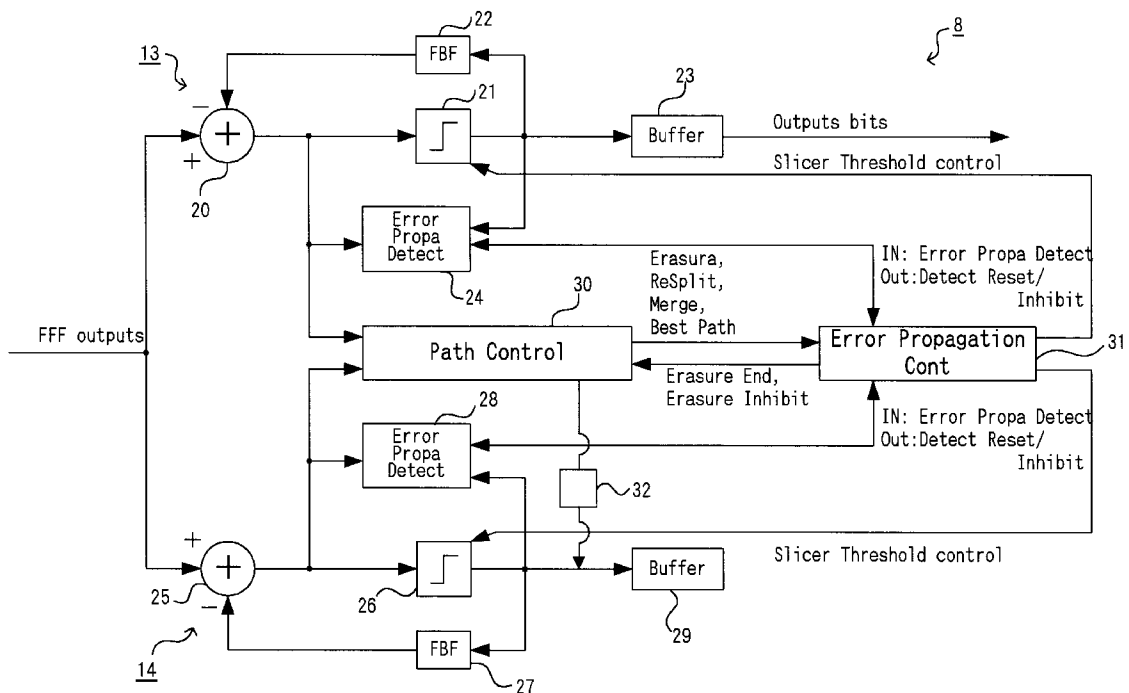 22
FBF
8
13
21
23
−
+
+
Buffer
Outputs bits
Slicer Threshold control
20
Error
Propa
Detect
24
Erasura,
ReSplit,
Merge,
Best Path
IN: Error Propa Detect
Out:Detect Reset/
Inhibit
30
FFF outputs
Path Control
Error Propagation
Cont
31
Erasure End,
Erasure Inhibit
28
Error
Propa
Detect
IN: Error Propa Detect
Out:Detect Reset/
Inhibit
32
+
+
−
25
26
Slicer Threshold control
Buffer
29
14
FBF
27